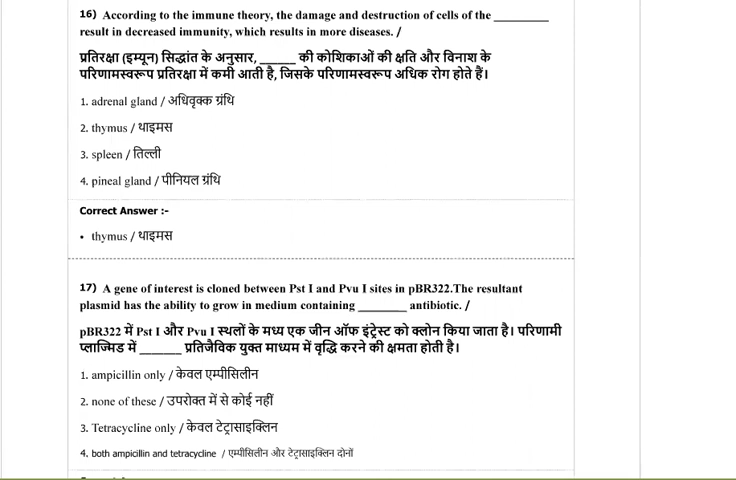 16) According to the immune theory, the damage and destruction of cells of the ________
result in decreased immunity, which results in more diseases. /
प्रतिरक्षा (इम्यून) सिद्धांत के अनुसार, ______ की कोशिकाओं की क्षति और विनाश के
परिणामस्वरूप प्रतिरक्षा में कमी आती है, जिसके परिणामस्वरूप अधिक रोग होते हैं।
1. adrenal gland / अधिवृक्क ग्रंथि
2. thymus / थाइमस
3. spleen / तिल्ली
4. pineal gland / पीनियल ग्रंथि
Correct Answer :-
• thymus / थाइमस
17) A gene of interest is cloned between Pst I and Pvu I sites in pBR322.The resultant
plasmid has the ability to grow in medium containing ________ antibiotic. /
pBR322 में Pst I और Pvu I स्थलों के मध्य एक जीन ऑफ इंट्रेस्ट को क्लोन किया जाता है। परिणामी
प्लाज्मिड में _______ प्रतिजैविक युक्त माध्यम में वृद्धि करने की क्षमता होती है।
1. ampicillin only / केवल एम्पीसिलीन
2. none of these / उपरोक्त में से कोई नहीं
3. Tetracycline only / केवल टेट्रासाइक्लिन
4. both ampicillin and tetracycline / एम्पीसिलीन और टेट्रासाइक्लिन दोनों